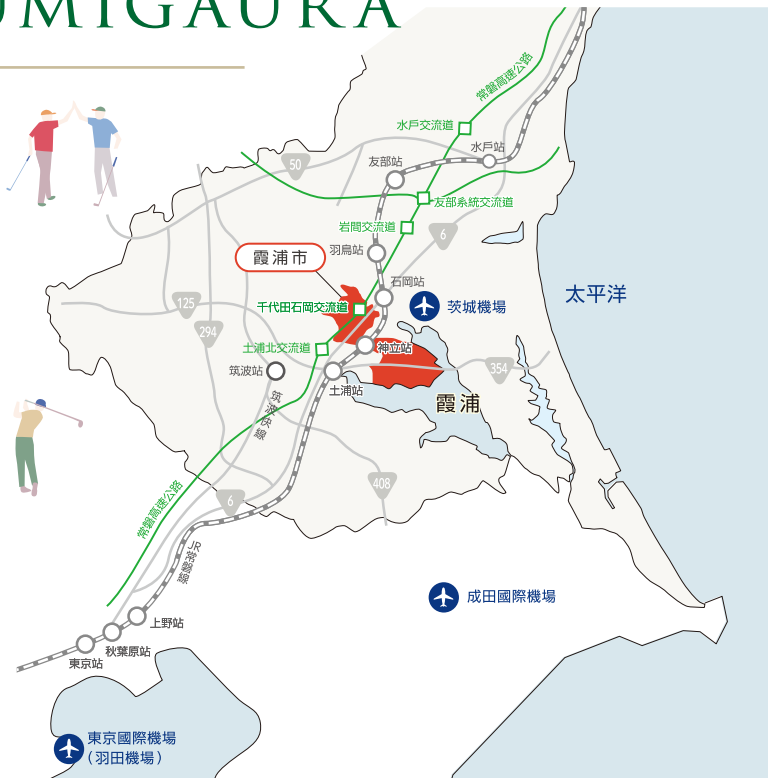 UMIGAURA
常磐高速公路
水戶交流道
水戶站
50
友部站
友部系統交流道
岩間交流道
6
羽鳥站
霞浦市
石岡站
太平洋
125
千代田石岡交流道
茨城機場
294
土浦北交流道
神立站
筑波站
354
土浦站
霞浦
筑波快線
408
常磐高速公路
6
JR常磐線
成田國際機場
上野站
秋葉原站
東京站
東京國際機場
（羽田機場）